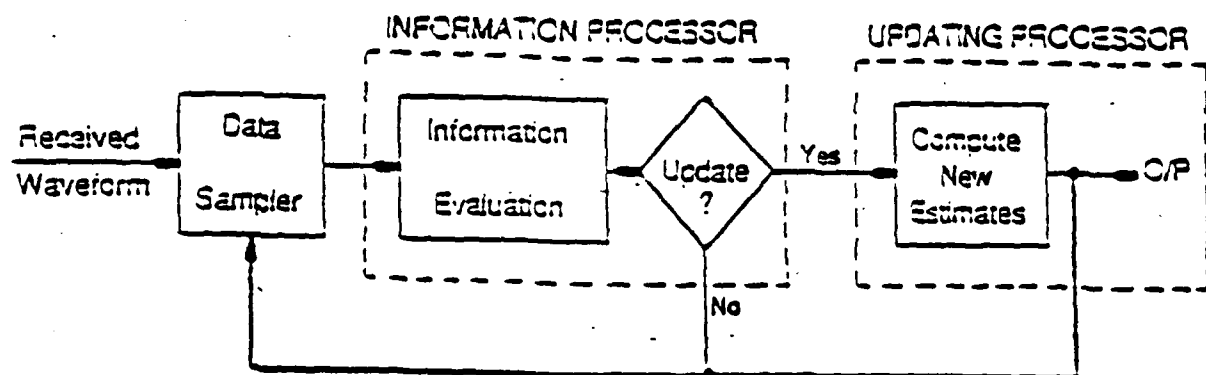 INFORMATION PROCESSOR
UPDATING PROCESSOR
Received
Waveform
Data
Sampler
Information
Evaluation
Update
?
Yes
No
Compute
New
Estimates
O/P